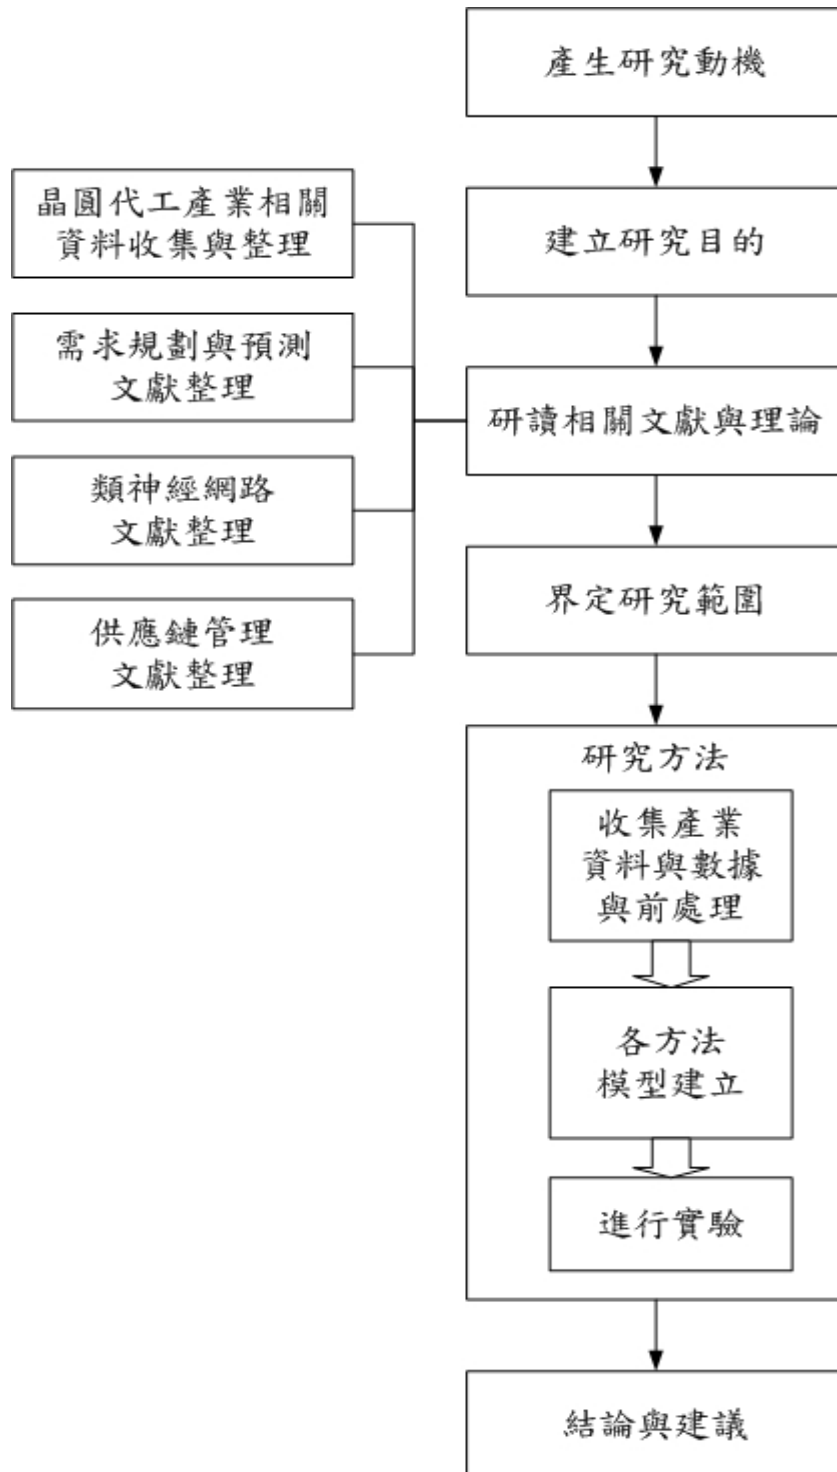 產生研究動機
建立研究目的
研讀相關文獻與理論
晶圓代工產業相關
資料收集與整理
需求規劃與預測
文獻整理
類神經網路
文獻整理
供應鏈管理
文獻整理
界定研究範圍
研究方法
收集產業
資料與數據
與前處理
各方法
模型建立
進行實驗
結論與建議